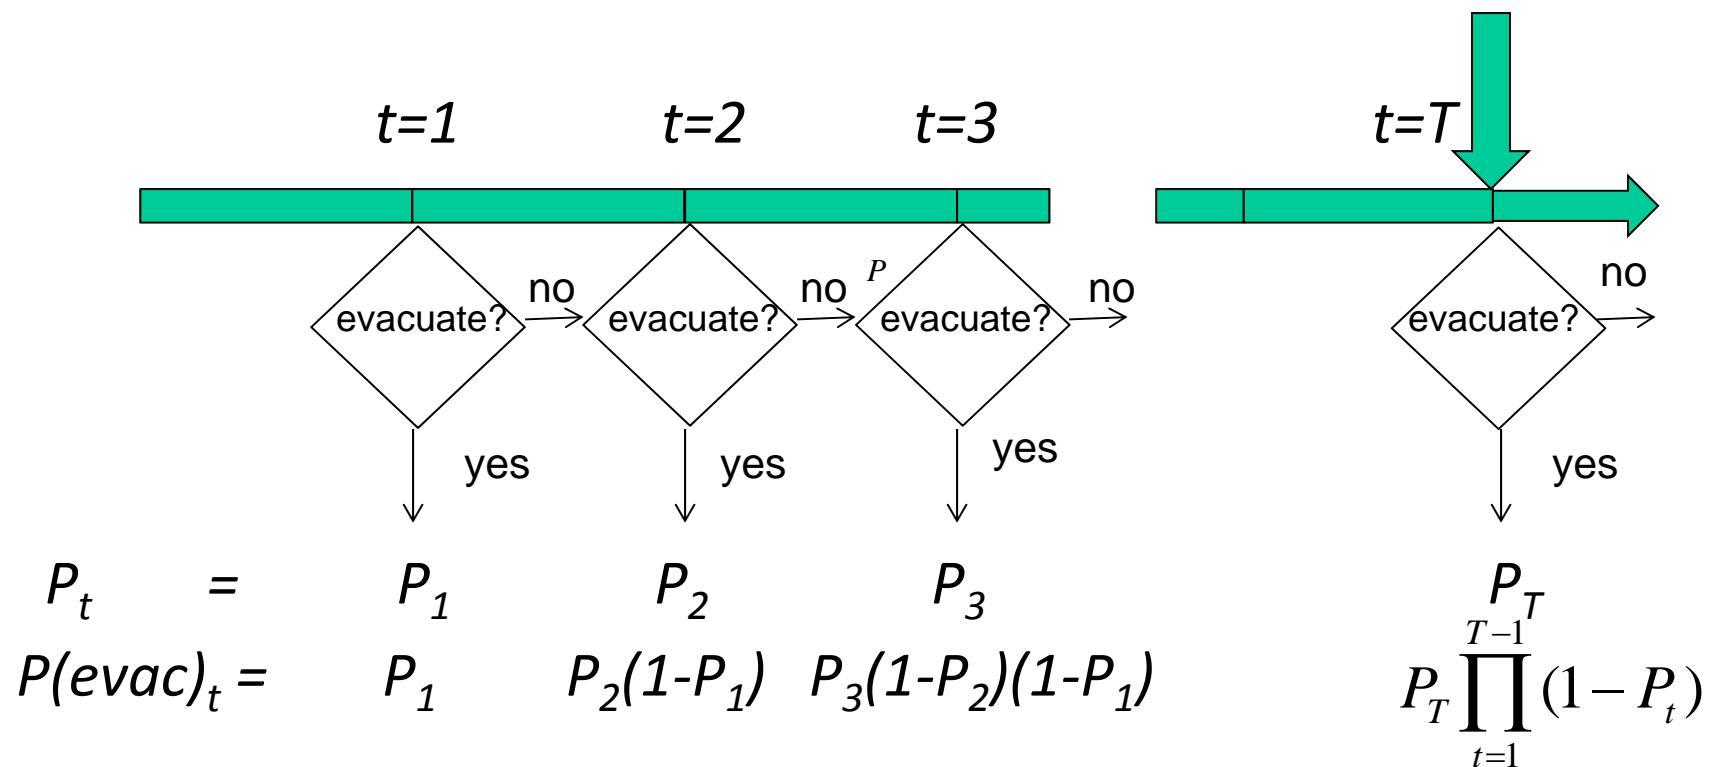 t=1 t=2 t=3 t=T
no no P no no
evacuate? evacuate? evacuate? evacuate?
yes yes yes yes
P_t = P_1 P_2 P_3 P_T
P(evac)_t = P_1 P_2(1-P_1) P_3(1-P_2)(1-P_1) P_T ∏_{t=1}^{T-1} (1-P_t)